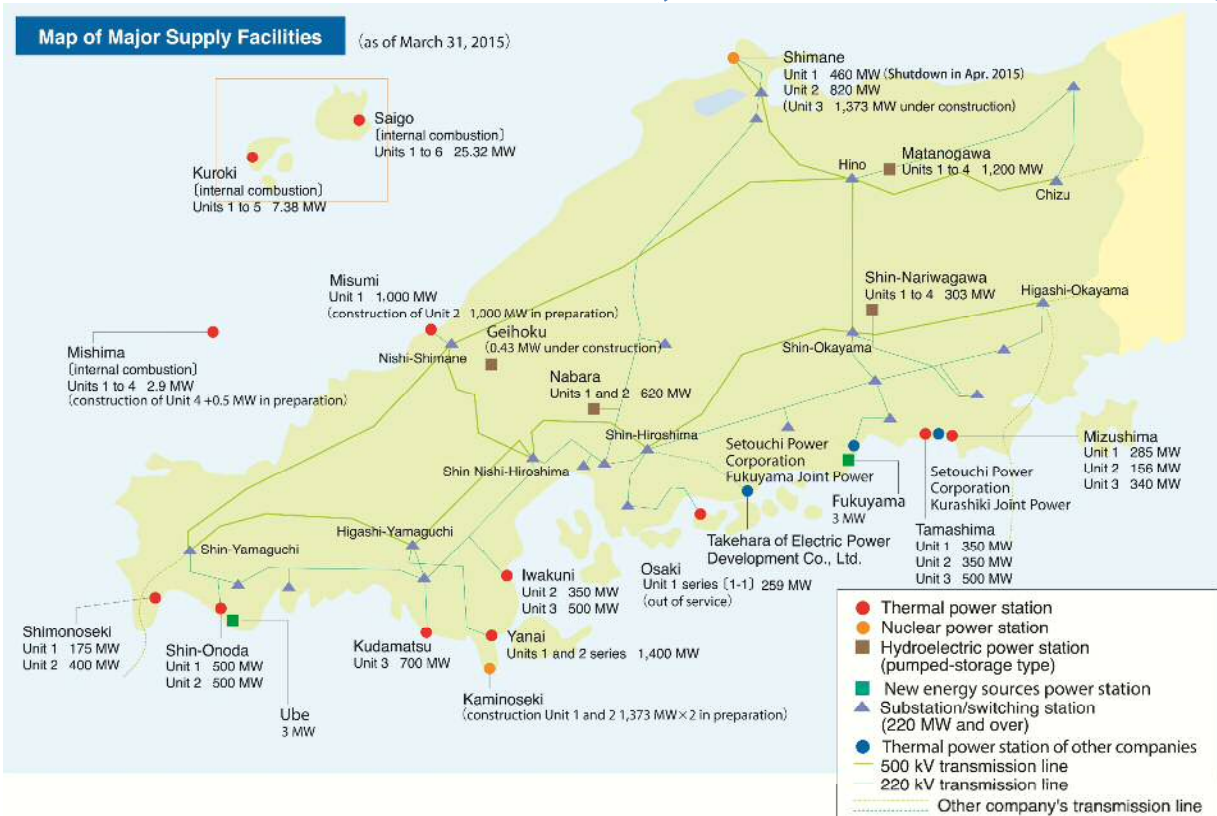 Map of Major Supply Facilities
(as of March 31, 2015)
Shimane
Unit 1 460 MW (Shutdown in Apr. 2015)
Unit 2 820 MW
(Unit 3 1,373 MW under construction)
Saigo
[internal combustion]
Units 1 to 6 25.32 MW
Kuroki
[internal combustion]
Units 1 to 5 7.38 MW
Hino
Matanogawa
Units 1 to 4 1,200 MW
Chizu
Misumi
Unit 1 1,000 MW
(construction of Unit 2 1,000 MW in preparation)
Shin-Nariwagawa
Units 1 to 4 303 MW
Higashi-Okayama
Mishima
[internal combustion]
Units 1 to 4 2.9 MW
(construction of Unit 4 +0.5 MW in preparation)
Nishi-Shimane
Geihoku
(0.43 MW under construction)
Shin-Okayama
Nabara
Units 1 and 2 620 MW
Shin-Hiroshima
Shin Nishi-Hiroshima
Setouchi Power
Corporation
Fukuyama Joint Power
Fukuyama
3 MW
Mizushima
Unit 1 285 MW
Unit 2 156 MW
Unit 3 340 MW
Setouchi Power
Corporation
Kurashiki Joint Power
Tamashima
Unit 1 350 MW
Unit 2 350 MW
Unit 3 500 MW
Takehara of Electric Power
Development Co., Ltd.
Osaki
Unit 1 series [1-1] 259 MW
(out of service)
Higashi-Yamaguchi
Shin-Yamaguchi
Iwakuni
Unit 2 350 MW
Unit 3 500 MW
Shimonoseki
Unit 1 175 MW
Unit 2 400 MW
Shin-Onoda
Unit 1 500 MW
Unit 2 500 MW
Kudamatsu
Unit 3 700 MW
Yanai
Units 1 and 2 series 1,400 MW
Kaminoseki
(construction Unit 1 and 2 1,373 MW×2 in preparation)
Ube
3 MW
Thermal power station
Nuclear power station
Hydroelectric power station
(pumped-storage type)
New energy sources power station
Substation/switching station
(220 MW and over)
Thermal power station of other companies
500 kV transmission line
220 kV transmission line
Other company's transmission line